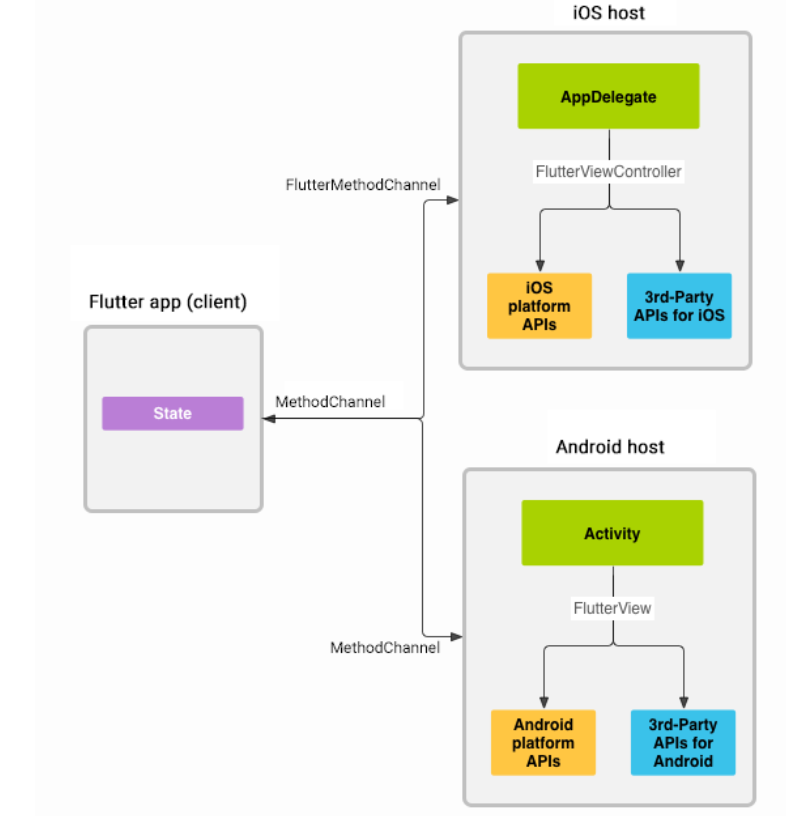 iOS host
AppDelegate
FlutterViewController
FlutterMethodChannel
iOS
platform
APIs
3rd-Party
APIs for iOS
Flutter app (client)
State
MethodChannel
Android host
Activity
FlutterView
MethodChannel
Android
platform
APIs
3rd-Party
APIs for
Android